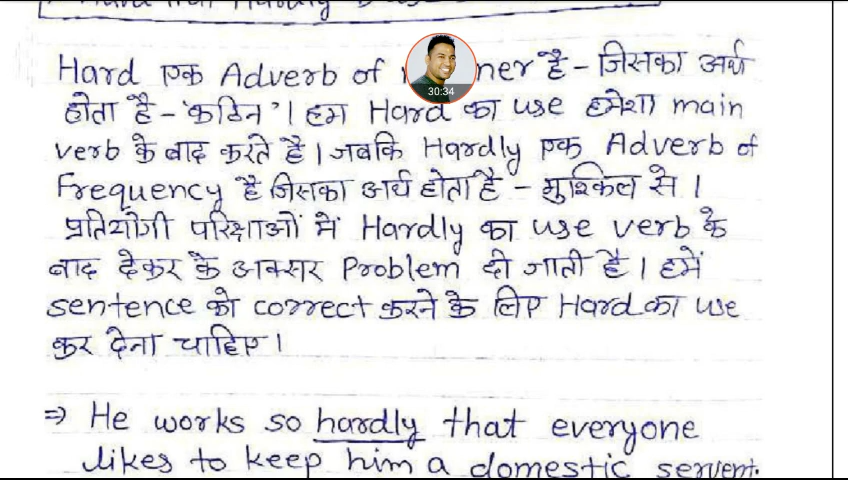 Hard एक Adverb of ner है - जिसका अर्थ
30:34
होता है - 'कठिन'। हम Hard का use हमेशा main
verb के बाद करते है। जबकि Hardly एक Adverb of
Frequency है जिसका अर्थ होता है - मुश्किल से।
प्रतियोगी परिक्षाओं में Hardly का use verb के
बाद देकर के अक्सर Problem दी जाती है। हमें
sentence को correct करने के लिए Hard का use
कर देना चाहिए।
⇒ He works so hardly that everyone
likes to keep him a domestic servent.